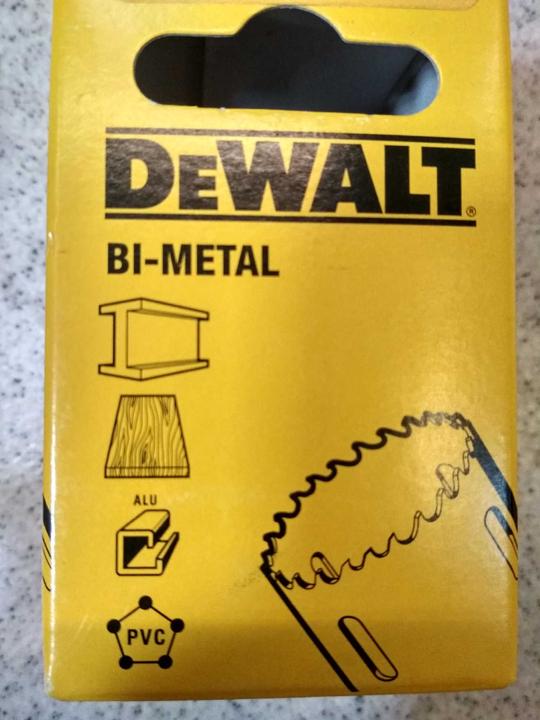 DEWALT®
BI-METAL
ALU
PVC